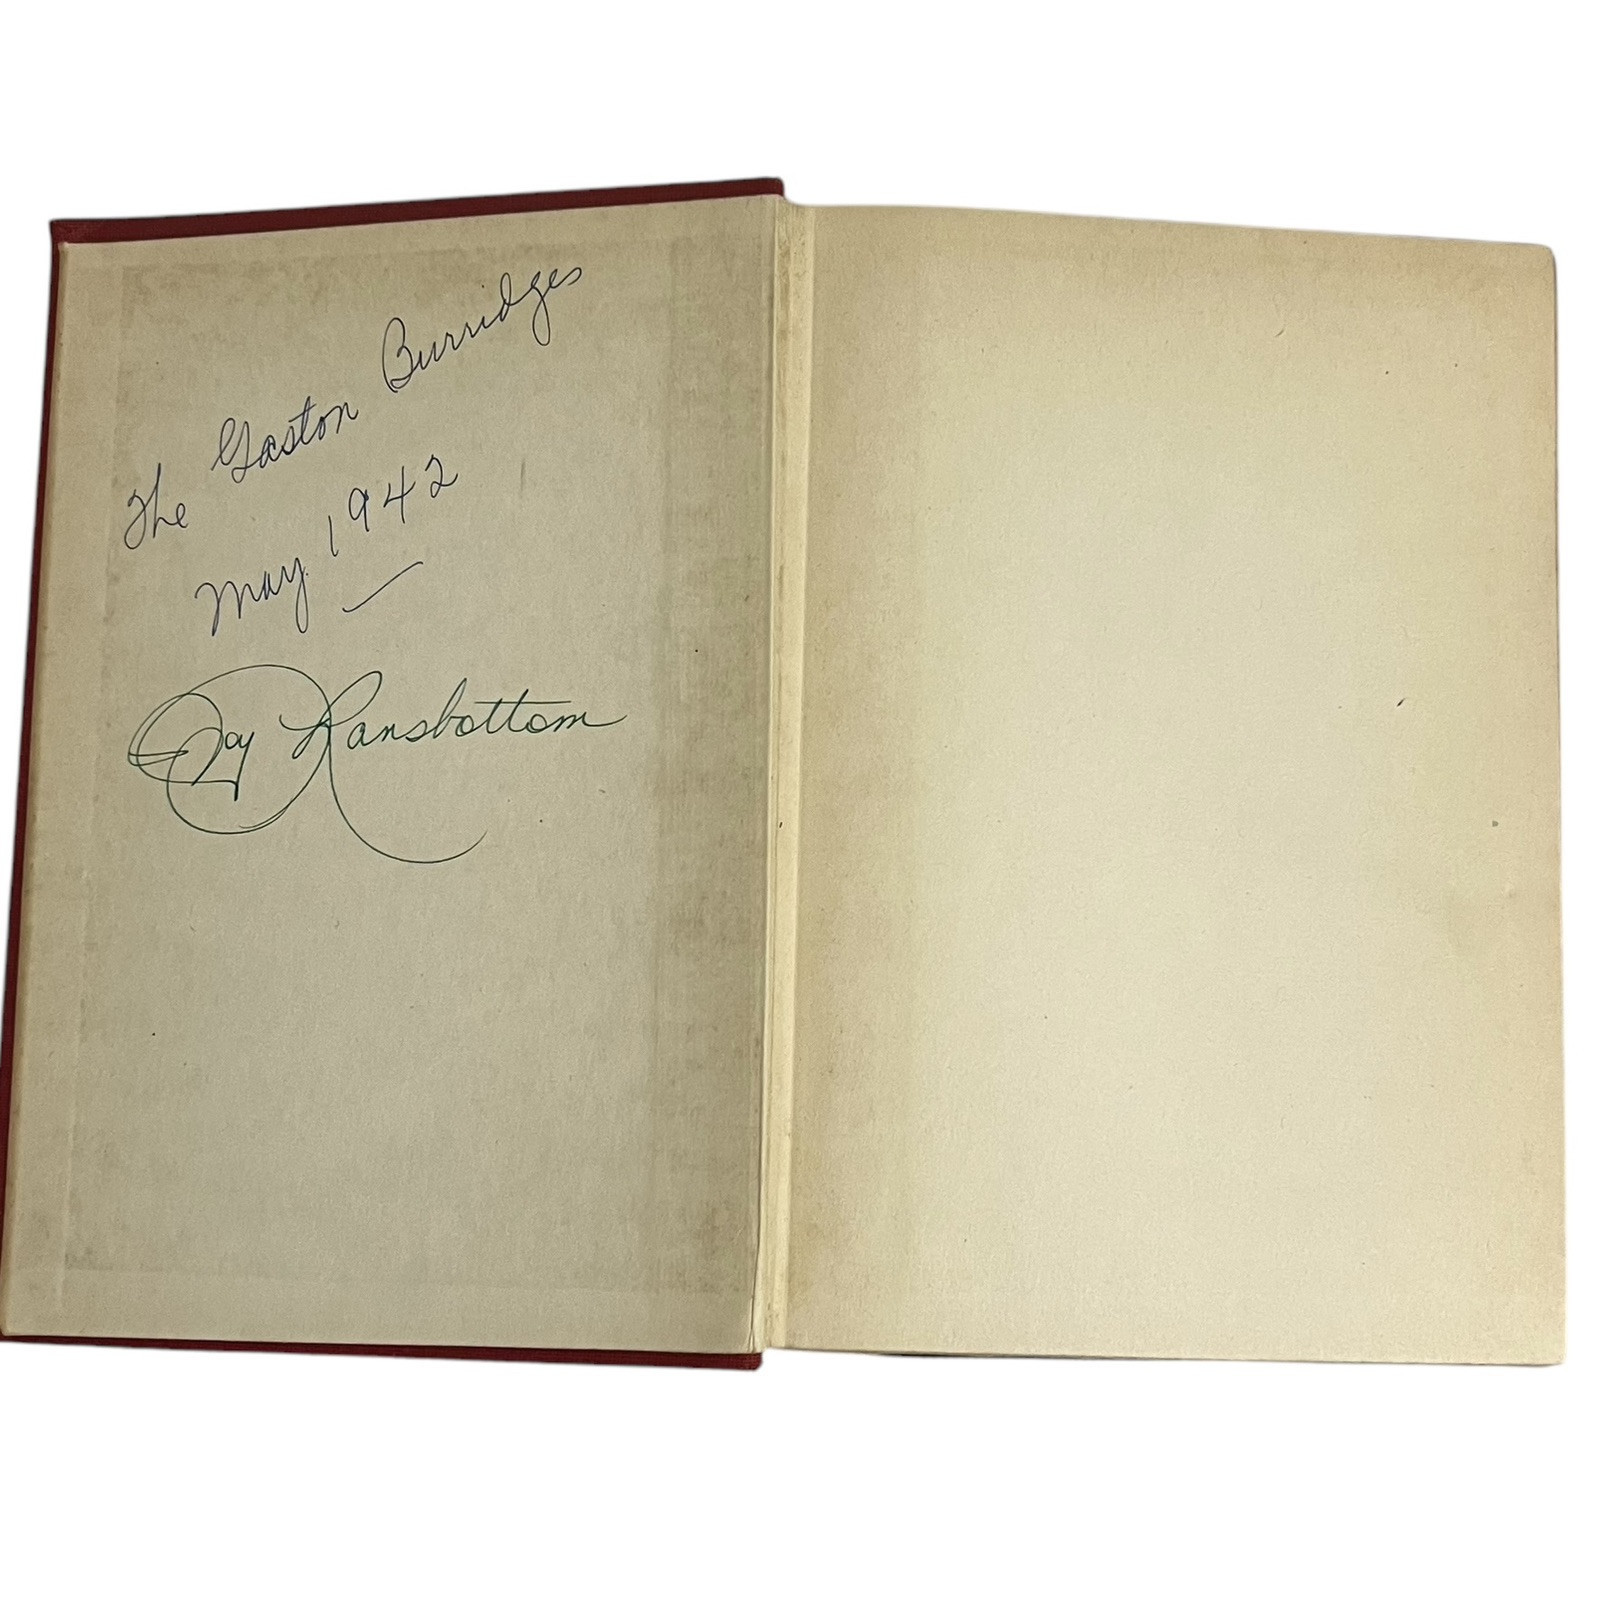 The Gaston Burridges
May 1942
Jay Ransbottom